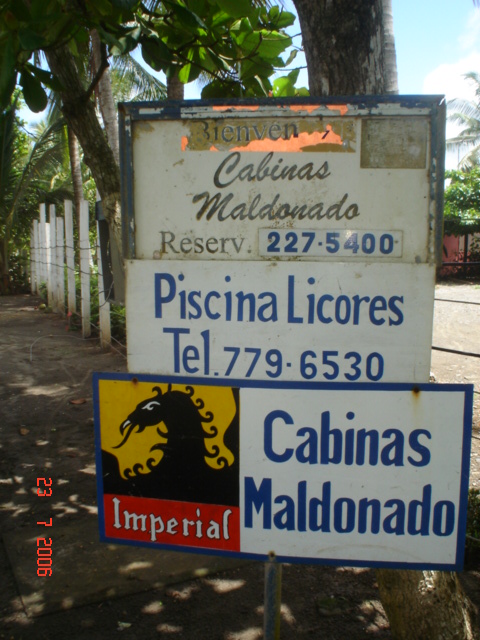 Bienven
Cabinas
Maldonado
Reserv. 227-5400
Piscina Licores
Tel. 779-6530
Cabinas
Maldonado
Imperial
23 7 2006